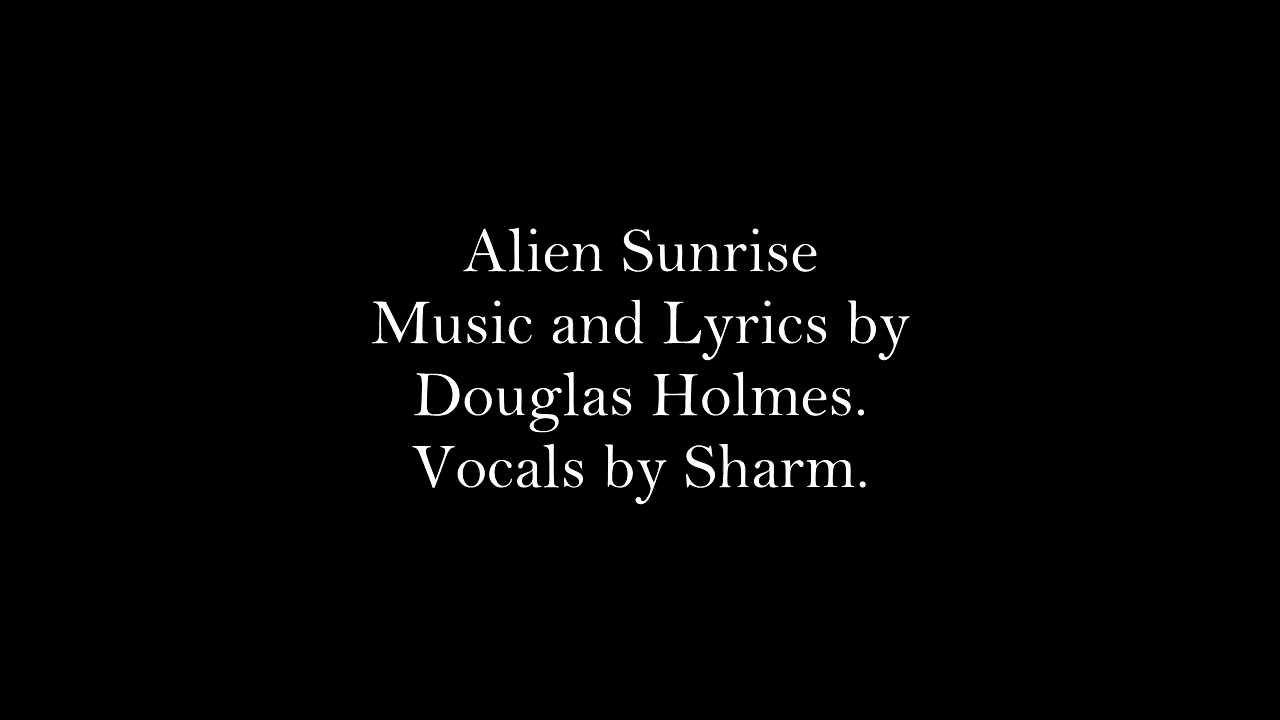 Alien Sunrise
Music and Lyrics by
Douglas Holmes.
Vocals by Sharm.